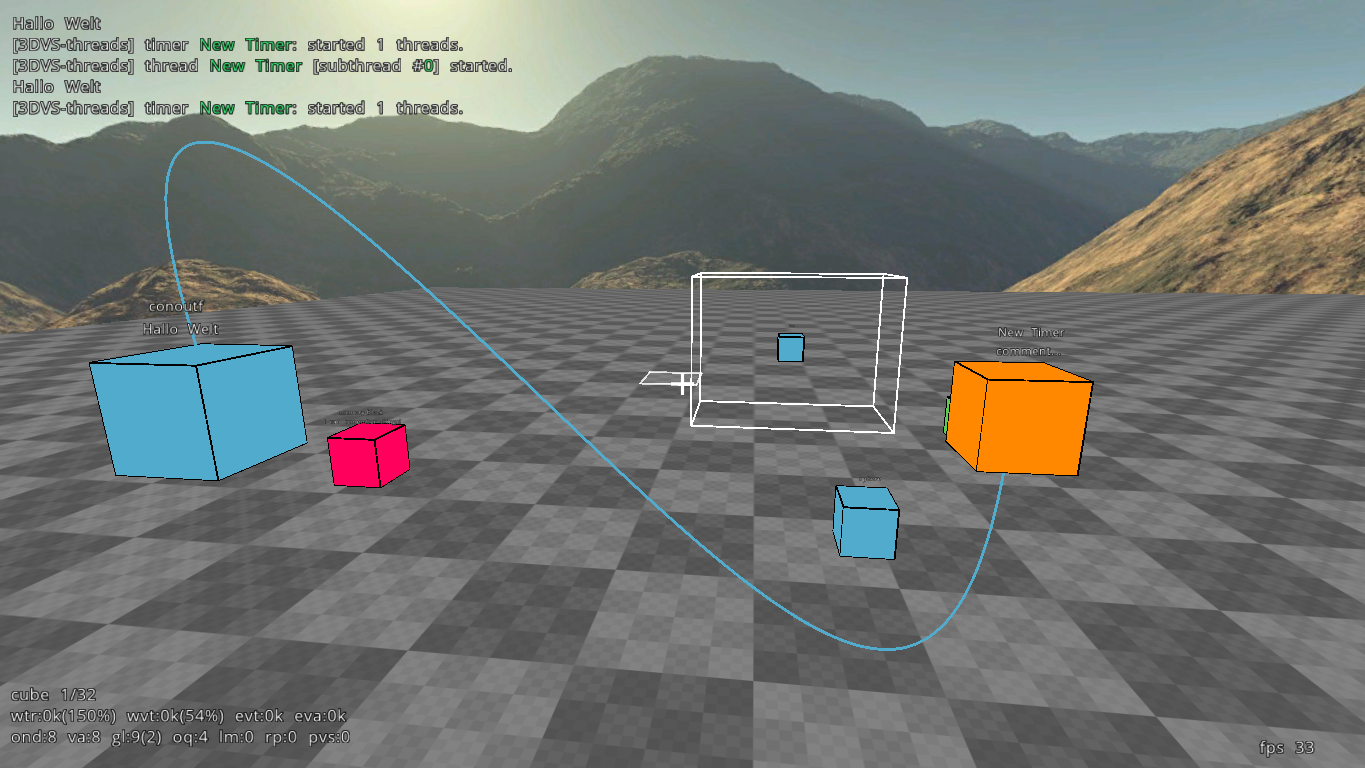 Hallo Welt
[3DVS-threads] timer New Timer: started 1 threads.
[3DVS-threads] thread New Timer [subthread #0] started.
Hallo Welt
[3DVS-threads] timer New Timer: started 1 threads.
conoutf
Hallo Welt
New Timer
comment...
cube 1/32
wtr:0k(150%) wvt:0k(54%) evt:0k eva:0k
ond:8 va:8 gl:9(2) oq:4 lm:0 rp:0 pvs:0
fps 33